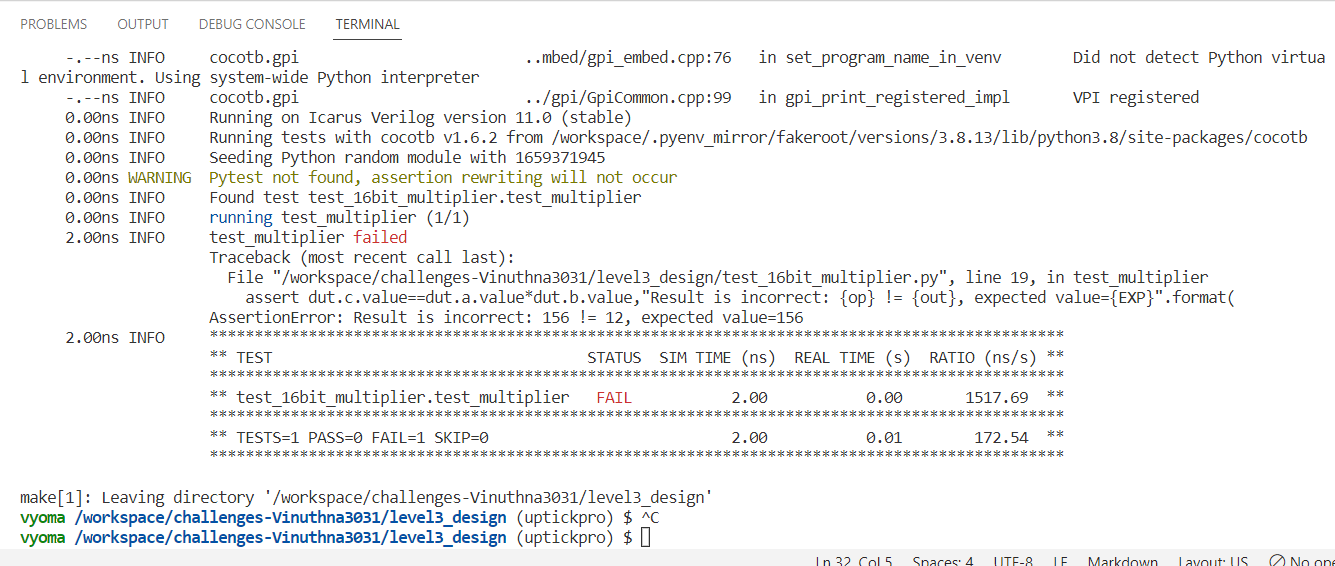 PROBLEMS OUTPUT DEBUG CONSOLE TERMINAL
-.--ns INFO cocotb.gpi ..mbed/gpi_embed.cpp:76 in set_program_name_in_venv Did not detect Python virtua
l environment. Using system-wide Python interpreter
-.--ns INFO cocotb.gpi ../gpi/GpiCommon.cpp:99 in gpi_print_registered_impl VPI registered
0.00ns INFO Running on Icarus Verilog version 11.0 (stable)
0.00ns INFO Running tests with cocotb v1.6.2 from /workspace/.pyenv_mirror/fakeroot/versions/3.8.13/lib/python3.8/site-packages/cocotb
0.00ns INFO Seeding Python random module with 1659371945
0.00ns WARNING Pytest not found, assertion rewriting will not occur
0.00ns INFO Found test test_16bit_multiplier.test_multiplier
0.00ns INFO running test_multiplier (1/1)
2.00ns INFO test_multiplier failed
Traceback (most recent call last):
File "/workspace/challenges-Vinuthna3031/level3_design/test_16bit_multiplier.py", line 19, in test_multiplier
assert dut.c.value==dut.a.value*dut.b.value,"Result is incorrect: {op} != {out}, expected value={EXP}".format(
AssertionError: Result is incorrect: 156 != 12, expected value=156
2.00ns INFO **********************************************************************************************
** TEST STATUS SIM TIME (ns) REAL TIME (s) RATIO (ns/s) **
**********************************************************************************************
** test_16bit_multiplier.test_multiplier FAIL 2.00 0.00 1517.69 **
**********************************************************************************************
** TESTS=1 PASS=0 FAIL=1 SKIP=0 2.00 0.01 172.54 **
**********************************************************************************************
make[1]: Leaving directory '/workspace/challenges-Vinuthna3031/level3_design'
vyoma /workspace/challenges-Vinuthna3031/level3_design (uptickpro) $ ^C
vyoma /workspace/challenges-Vinuthna3031/level3_design (uptickpro) $
Ln 32, Col 5 Spaces: 4 UTF-8 LF Markdown Layout: US No